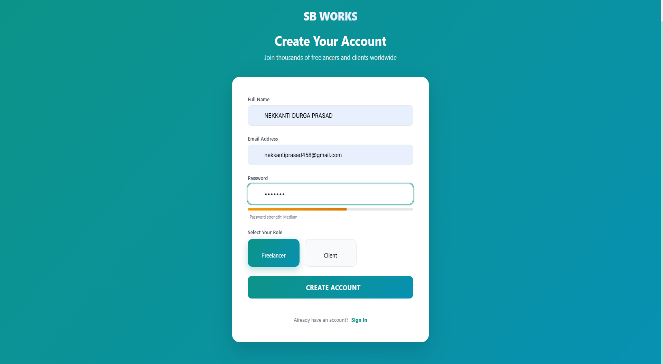 SB WORKS
Create Your Account
Join thousands of freelancers and clients worldwide
Full Name
NEKKANTI DURGA PRASAD
Email Address
nekkantiprasad458@gmail.com
Password
•••••••
Password strength: Medium
Select Your Role
Freelancer
Client
CREATE ACCOUNT
Already have an account? Sign In